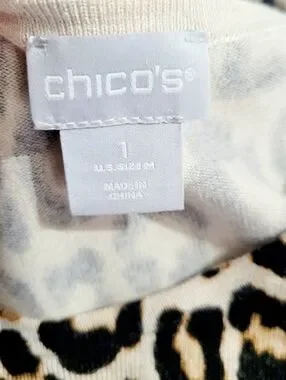 chico's®
1
U.S. SIZE M
MADE IN
CHINA